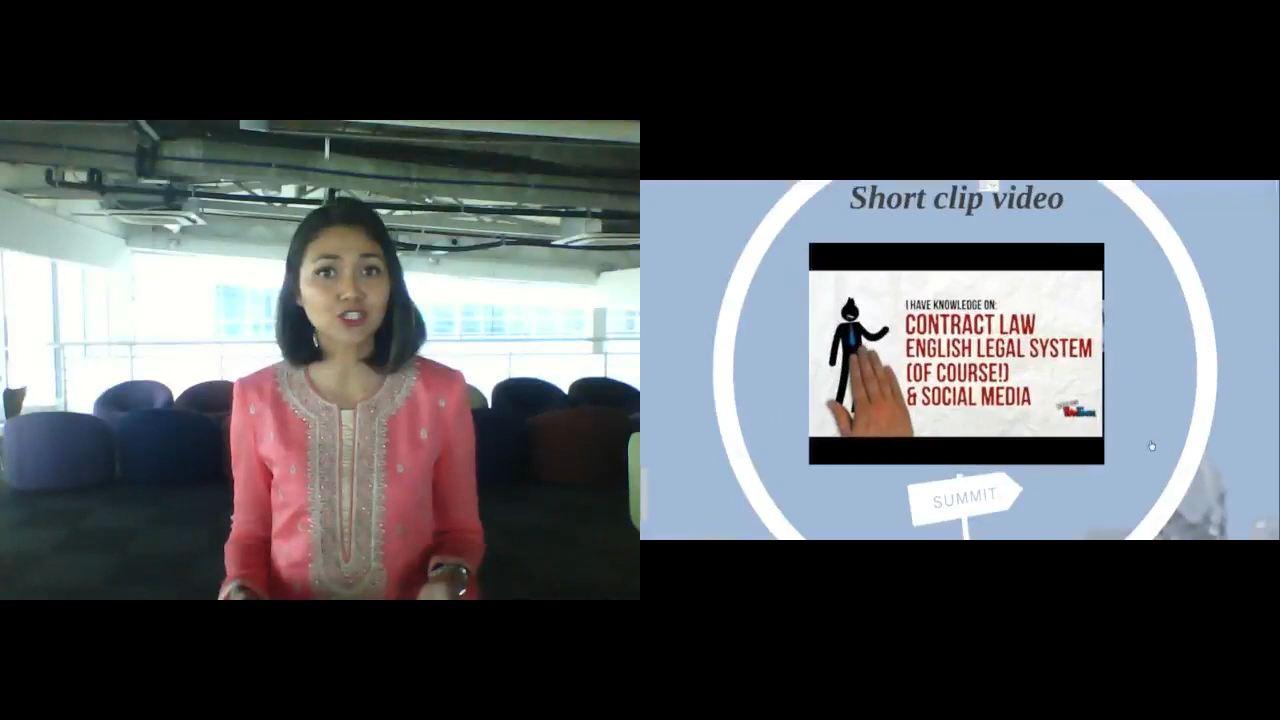 Short clip video
I HAVE KNOWLEDGE ON:
CONTRACT LAW
ENGLISH LEGAL SYSTEM
(OF COURSE!)
& SOCIAL MEDIA
SUMMIT